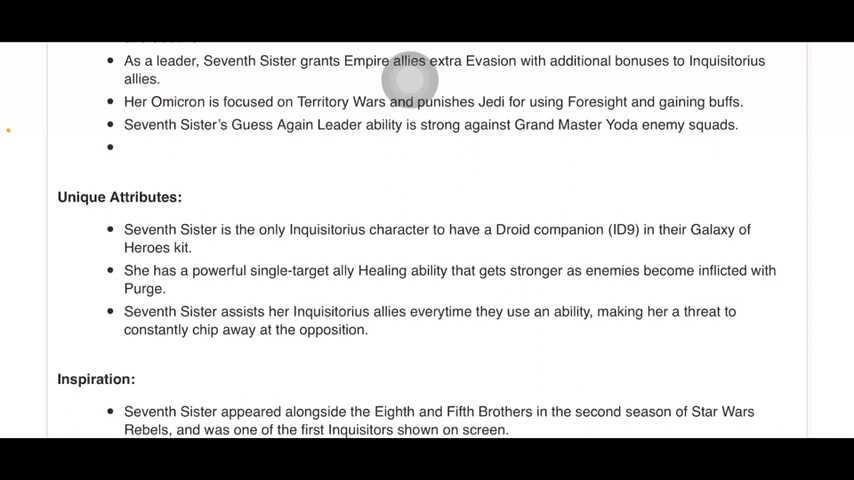 As a leader, Seventh Sister grants Empire allies extra Evasion with additional bonuses to Inquisitorius
allies.
Her Omicron is focused on Territory Wars and punishes Jedi for using Foresight and gaining buffs.
Seventh Sister's Guess Again Leader ability is strong against Grand Master Yoda enemy squads.
Unique Attributes:
Seventh Sister is the only Inquisitorius character to have a Droid companion (ID9) in their Galaxy of
Heroes kit.
She has a powerful single-target ally Healing ability that gets stronger as enemies become inflicted with
Purge.
Seventh Sister assists her Inquisitorius allies everytime they use an ability, making her a threat to
constantly chip away at the opposition.
Inspiration:
Seventh Sister appeared alongside the Eighth and Fifth Brothers in the second season of Star Wars
Rebels, and was one of the first Inquisitors shown on screen.